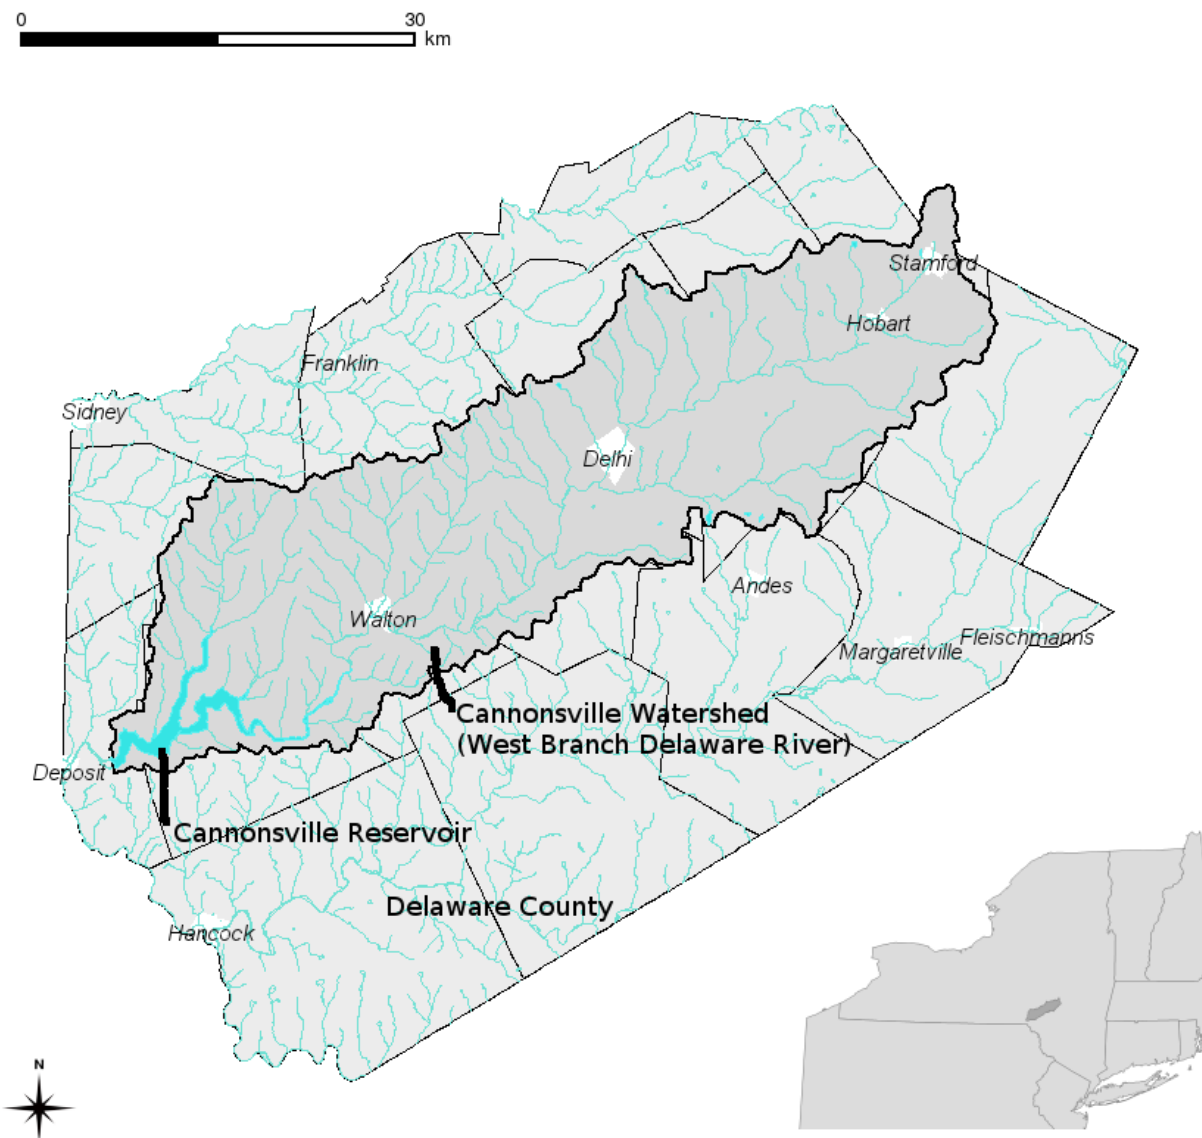 0 30
km
Stamford
Hobart
Franklin
Sidney
Delhi
Andes
Walton
Fleischmanns
Margaretville
Cannonsville Watershed
(West Branch Delaware River)
Deposit
Cannonsville Reservoir
Delaware County
Hancock
N